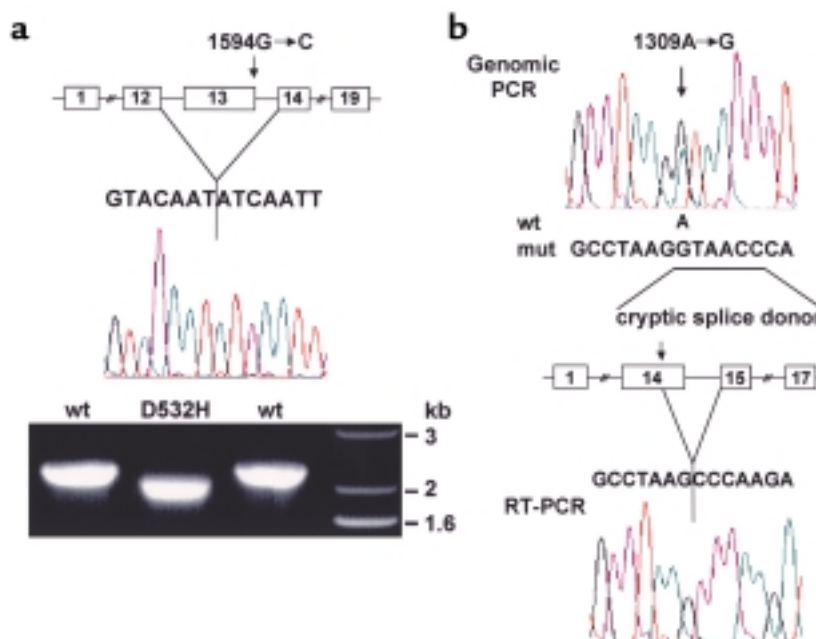 a
1594G→C
1 12 13 14 19
GTACAATATCAATT
wt D532H wt kb
3
2
1.6
b
1309A→G
Genomic
PCR
wt A
mut GCCTAAGGTAACCCA
cryptic splice donor
1 14 15 17
GCCTAAGCCCAAGA
RT-PCR